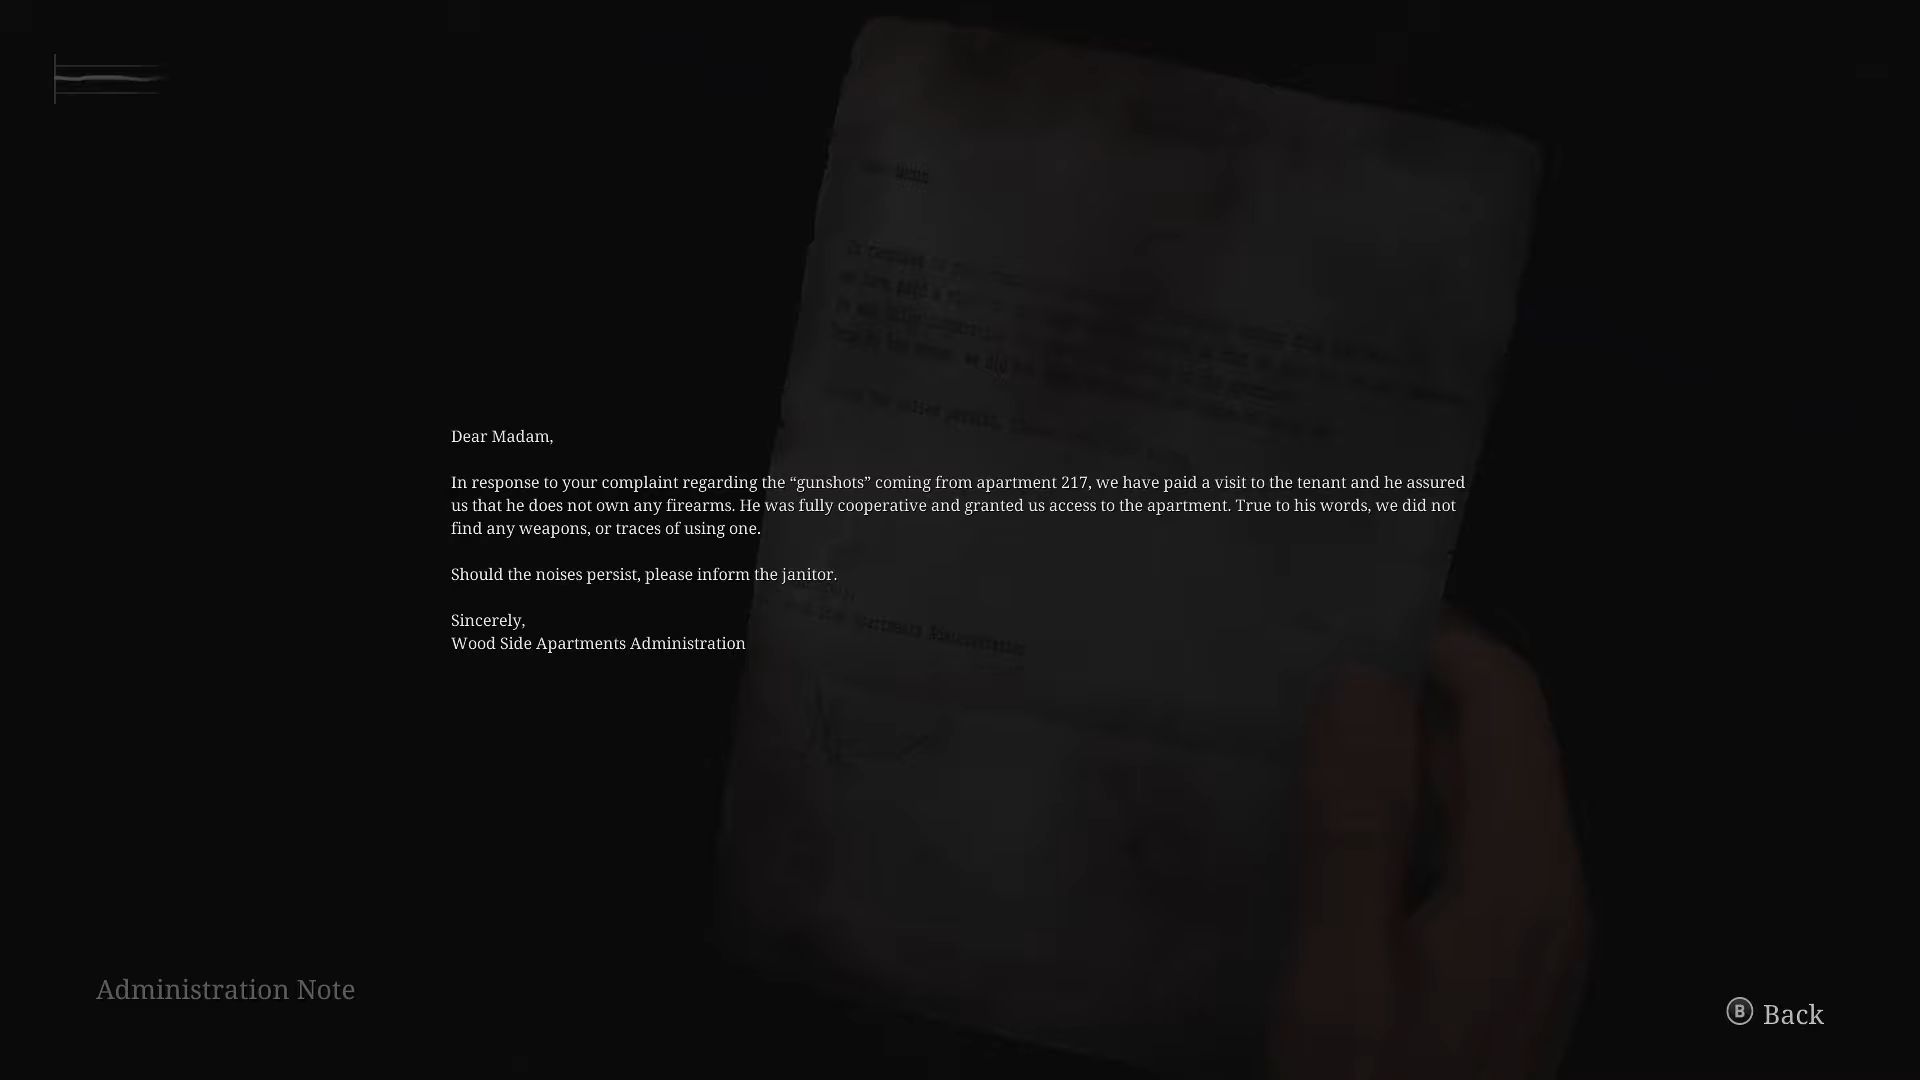 Dear Madam,
In response to your complaint regarding the “gunshots” coming from apartment 217, we have paid a visit to the tenant and he assured
us that he does not own any firearms. He was fully cooperative and granted us access to the apartment. True to his words, we did not
find any weapons, or traces of using one.
Should the noises persist, please inform the janitor.
Sincerely,
Wood Side Apartments Administration
Administration Note
B Back